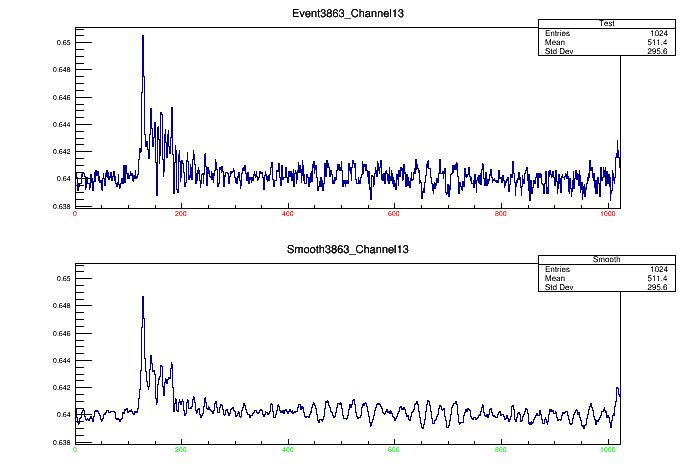 Event3863_Channel13
Test
Entries 1024
Mean 511.4
Std Dev 295.6
0.65
0.648
0.646
0.644
0.642
0.64
0.638
0 200 400 600 800 1000
Smooth3863_Channel13
Smooth
Entries 1024
Mean 511.4
Std Dev 295.6
0.65
0.648
0.646
0.644
0.642
0.64
0.638
0 200 400 600 800 1000